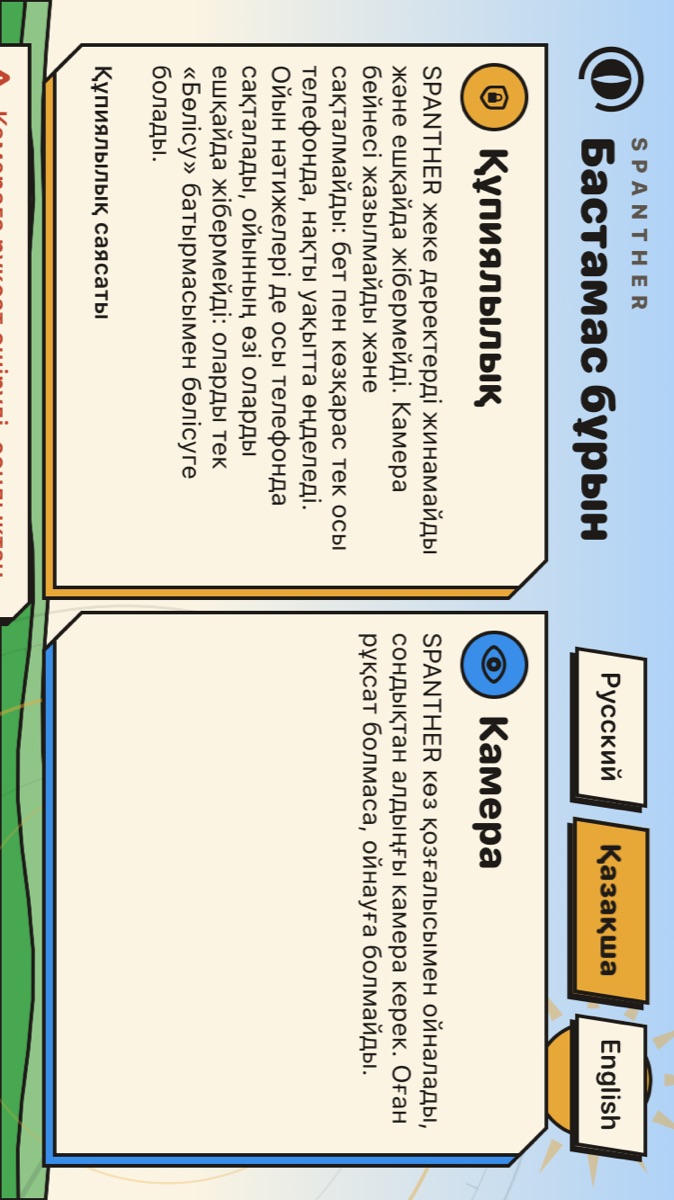 SPANTHER
Бастамас бұрын
Русский
Қазақша
English
Құпиялылық
SPANTHER жеке деректерді жинамайды
және ешқайда жібермейді. Камера
бейнесі жазылмайды және
сақталмайды: бет пен көзқарас тек осы
телефонда, нақты уақытта өңделеді.
Ойын нәтижелері де осы телефонда
сақталады, ойынның өзі оларды
ешқайда жібермейді: оларды тек
«Бөлісу» батырмасымен бөлісуге
болады.
Құпиялылық саясаты
Камера
SPANTHER көз қозғалысымен ойналады,
сондықтан алдыңғы камера керек. Оған
рұқсат болмаса, ойнауға болмайды.